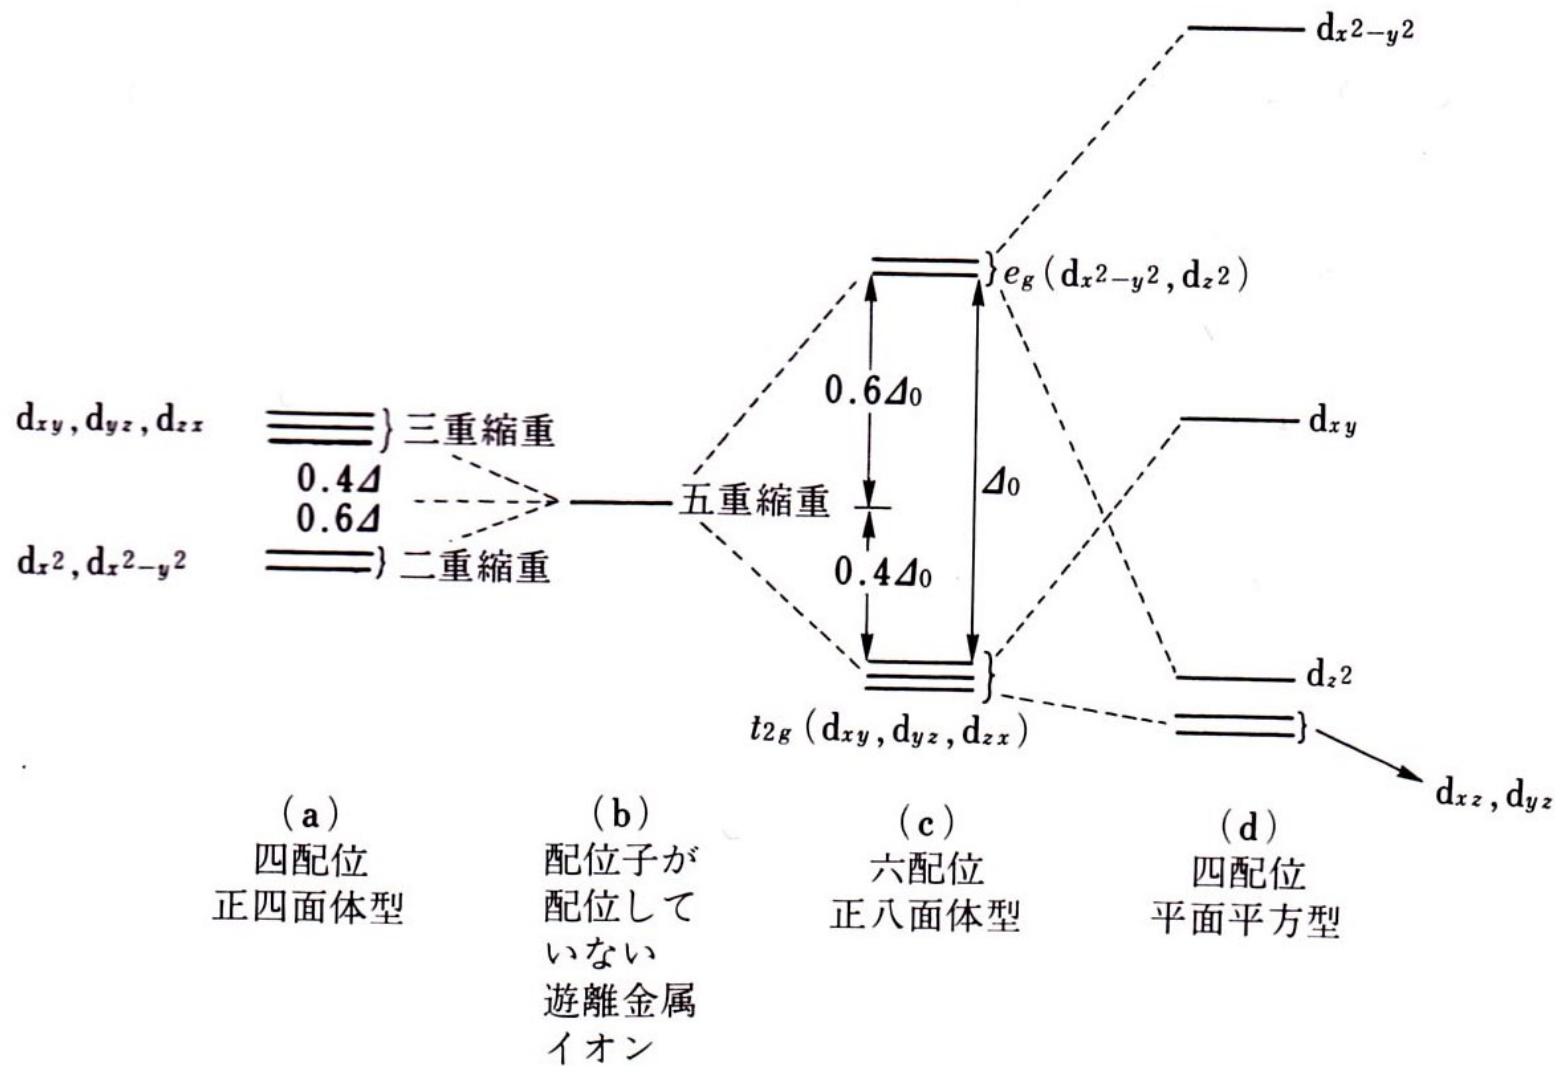 dx2−y2
}eg(dx2−y2,dz2)
0.6Δ0
dxy,dyz,dzx
}三重縮重
dxy
0.4Δ
0.6Δ
五重縮重
Δ0
dx2,dx2−y2
}二重縮重
0.4Δ0
dz2
t2g(dxy,dyz,dzx)
dxz,dyz
(a)
四配位
正四面体型
(b)
配位子が
配位して
いない
遊離金属
イオン
(c)
六配位
正八面体型
(d)
四配位
平面平方型